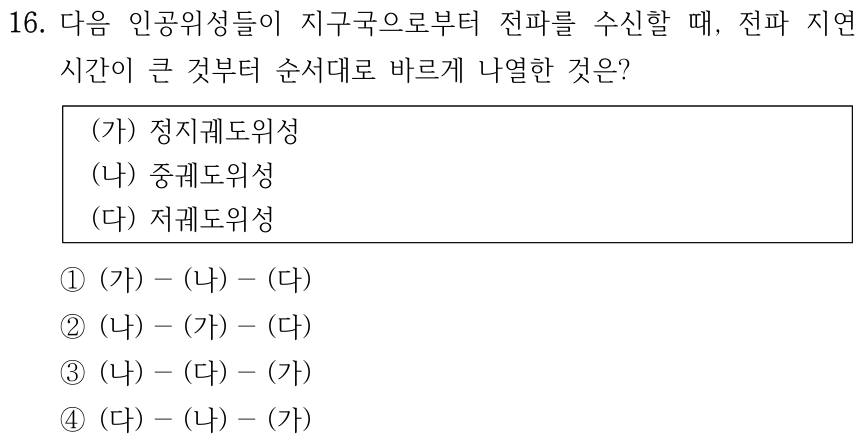 16. 다음 인공위성들이 지구국으로부터 전파를 수신할 때, 전파 지연
시간이 큰 것부터 순서대로 바르게 나열한 것은?
(가) 정지궤도위성
(나) 중궤도위성
(다) 저궤도위성
① (가) - (나) - (다)
② (나) - (가) - (다)
③ (나) - (다) - (가)
④ (다) - (나) - (가)